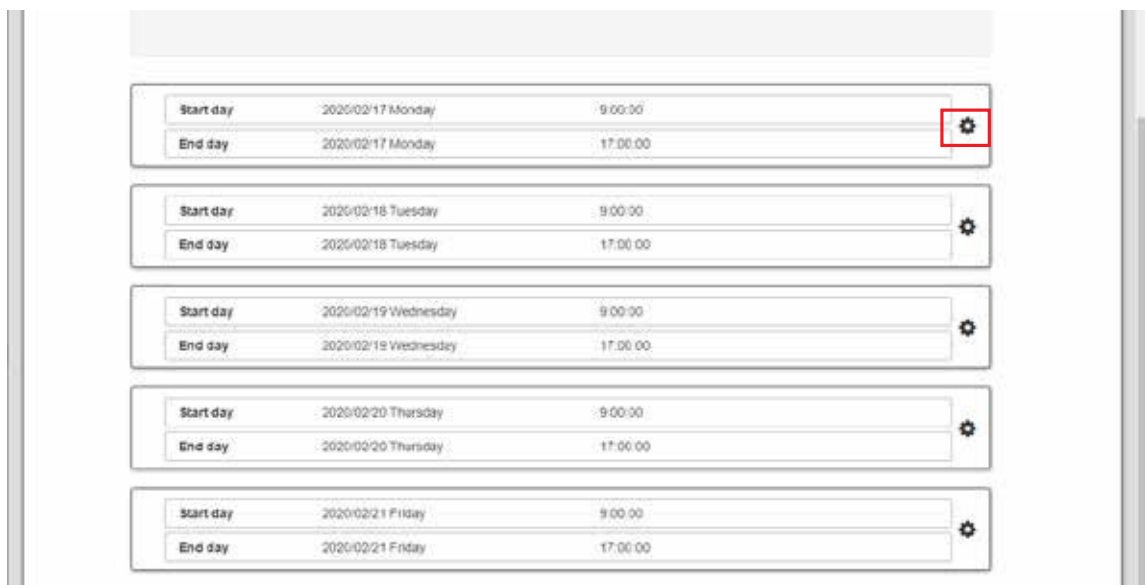 Start day 2020/02/17 Monday 9:00:00
End day 2020/02/17 Monday 17:00:00
Start day 2020/02/18 Tuesday 9:00:00
End day 2020/02/18 Tuesday 17:00:00
Start day 2020/02/19 Wednesday 9:00:00
End day 2020/02/19 Wednesday 17:00:00
Start day 2020/02/20 Thursday 9:00:00
End day 2020/02/20 Thursday 17:00:00
Start day 2020/02/21 Friday 9:00:00
End day 2020/02/21 Friday 17:00:00